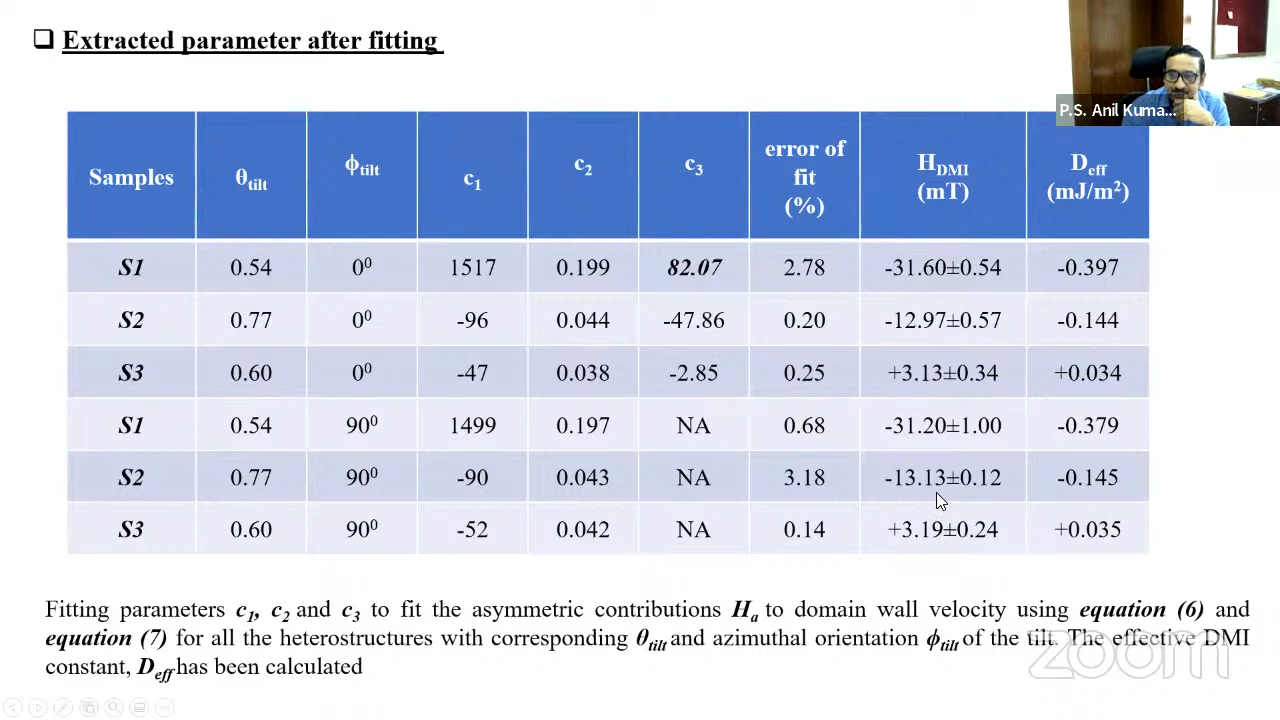 ❑ Extracted parameter after fitting
P.S. Anil Kuma...
Samples θtilt ϕtilt c1 c2 c3 error of fit (%) HDMI (mT) Deff (mJ/m²)
S1 0.54 0⁰ 1517 0.199 82.07 2.78 -31.60±0.54 -0.397
S2 0.77 0⁰ -96 0.044 -47.86 0.20 -12.97±0.57 -0.144
S3 0.60 0⁰ -47 0.038 -2.85 0.25 +3.13±0.34 +0.034
S1 0.54 90⁰ 1499 0.197 NA 0.68 -31.20±1.00 -0.379
S2 0.77 90⁰ -90 0.043 NA 3.18 -13.13±0.12 -0.145
S3 0.60 90⁰ -52 0.042 NA 0.14 +3.19±0.24 +0.035
Fitting parameters c1, c2 and c3 to fit the asymmetric contributions Ha to domain wall velocity using equation (6) and
equation (7) for all the heterostructures with corresponding θtilt and azimuthal orientation ϕtilt of the tilt. The effective DMI
constant, Deff has been calculated
zoom